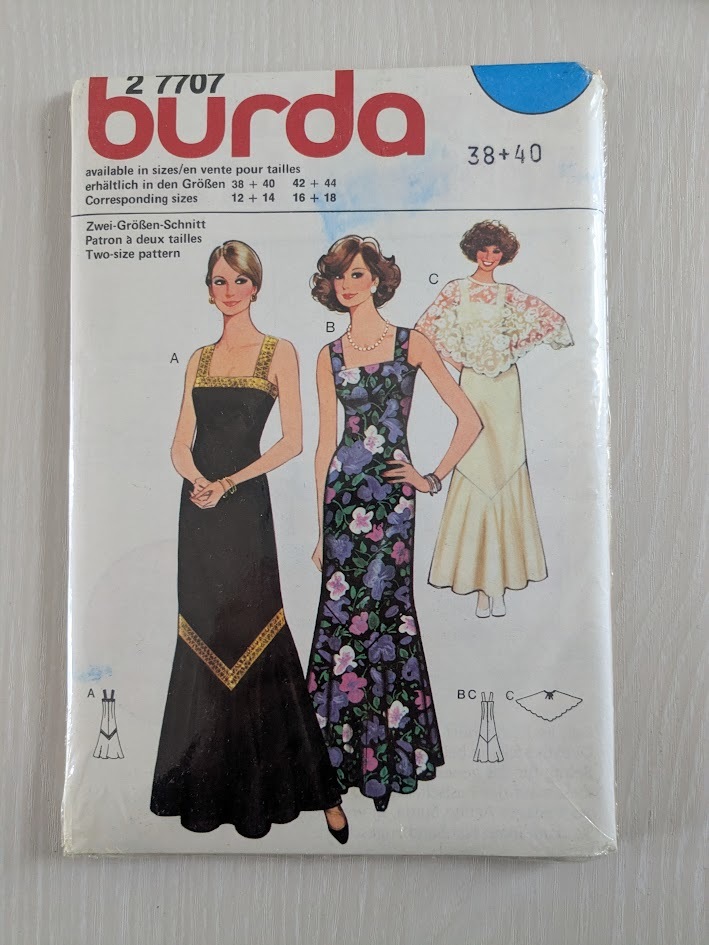 2 7707
burda
38+40
available in sizes/en vente pour tailles
erhältlich in den Größen 38 + 40 42 + 44
Corresponding sizes 12 + 14 16 + 18
Zwei-Größen-Schnitt
Patron à deux tailles
Two-size pattern
C
B
A
A
B C C